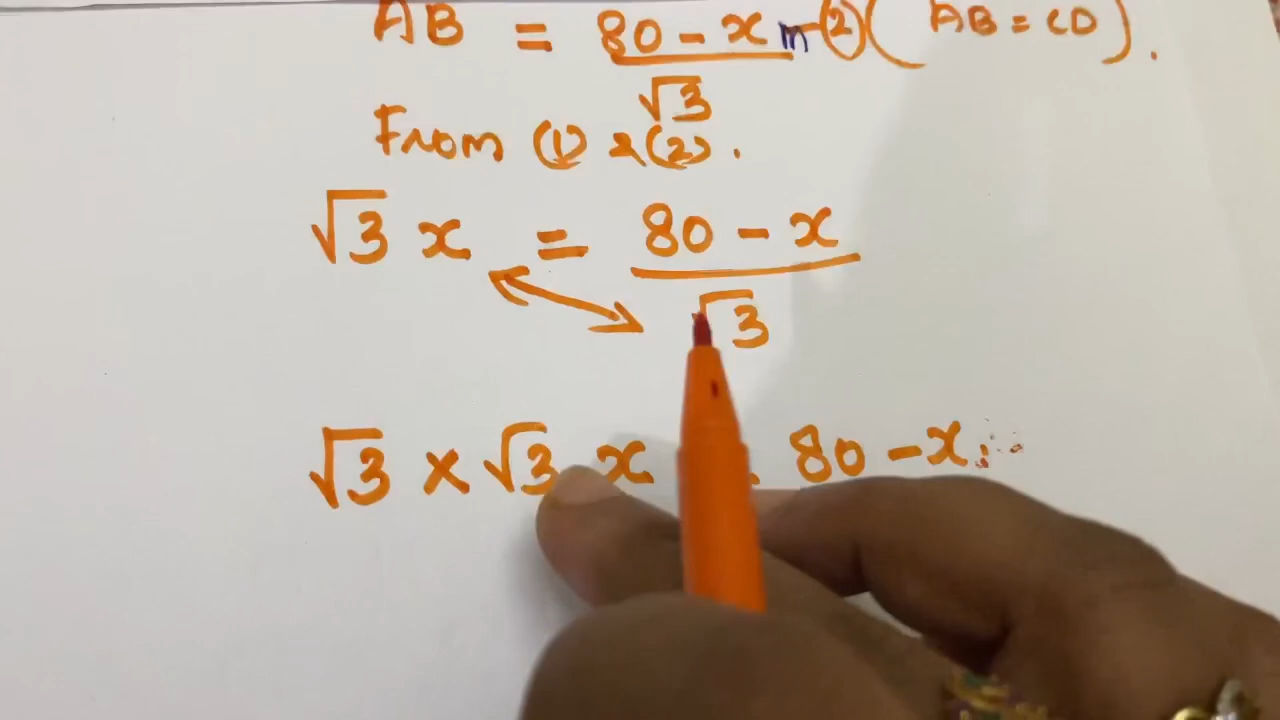 AB = 80 - x m - (2) ( AB = CD ) .
√3
From (1) & (2) .
√3 x = 80 - x
√3
√3 × √3 x = 80 - x